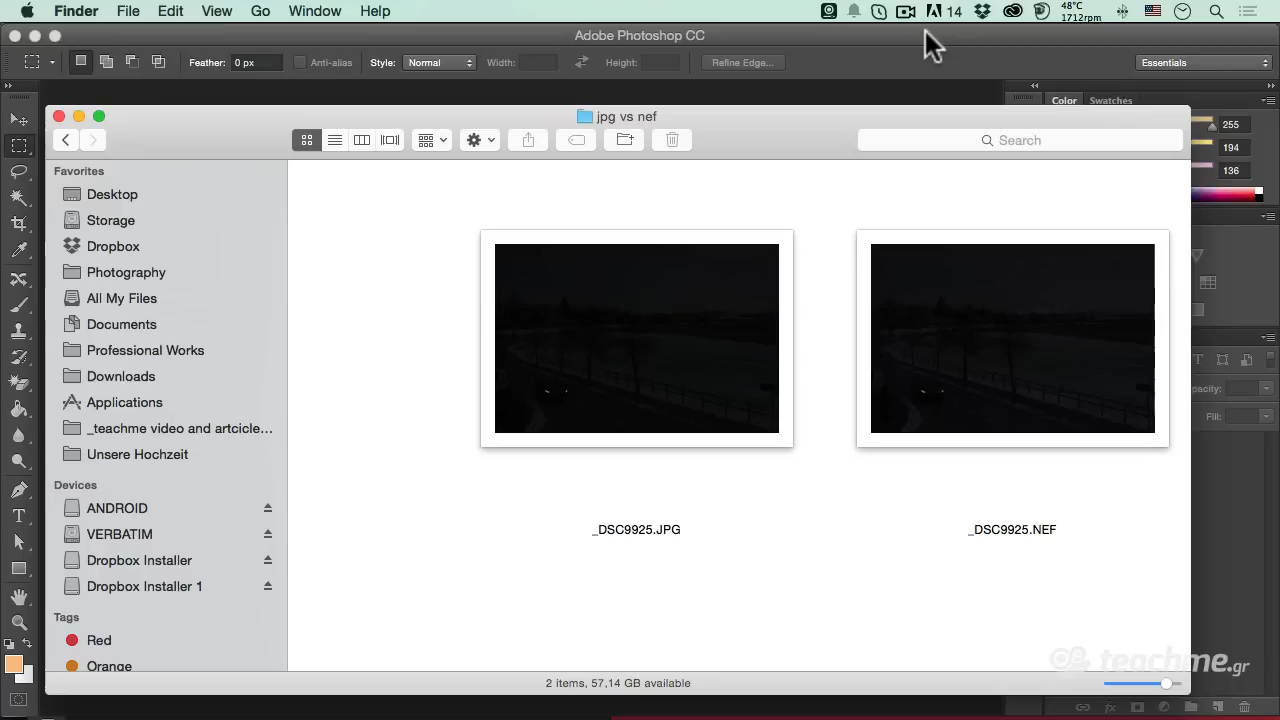 Finder File Edit View Go Window Help 14 48°C 1712rpm
Adobe Photoshop CC
Feather: 0 px Anti-alias Style: Normal Width: Height: Refine Edge... Essentials
Color Swatches
255
194
136
jpg vs nef
Search
Favorites
Desktop
Storage
Dropbox
Photography
All My Files
Documents
Professional Works
Downloads
Applications
_teachme video and artcicle...
Unsere Hochzeit
Devices
ANDROID
VERBATIM
Dropbox Installer
Dropbox Installer 1
Tags
Red
Orange
_DSC9925.JPG
_DSC9925.NEF
pacity:
Fill:
teachme.gr
2 items, 57,14 GB available